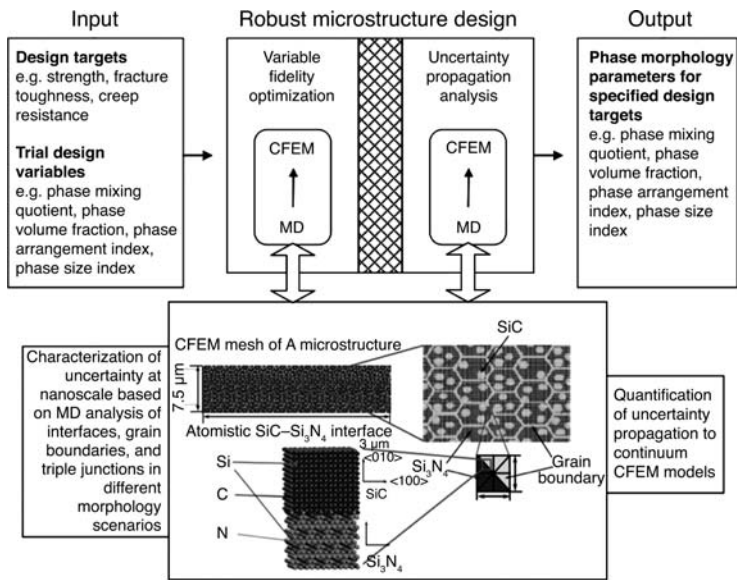 Input
Robust microstructure design
Output
Design targets
e.g. strength, fracture
toughness, creep
resistance
Trial design
variables
e.g. phase mixing
quotient, phase
volume fraction, phase
arrangement index,
phase size index
Variable
fidelity
optimization
CFEM
MD
Uncertainty
propagation
analysis
CFEM
MD
Phase morphology
parameters for
specified design
targets
e.g. phase mixing
quotient, phase
volume fraction,
phase arrangement
index, phase size
index
Characterization of
uncertainty at
nanoscale based
on MD analysis of
interfaces, grain
boundaries, and
triple junctions in
different
morphology
scenarios
CFEM mesh of A microstructure
7.5 μm
SiC
Atomistic SiC–Si₃N₄ interface
3 μm
<010>
Si
C
N
SiC
<100>
Si₃N₄
Si₃N₄
Grain
boundary
Quantification
of uncertainty
propagation to
continuum
CFEM models